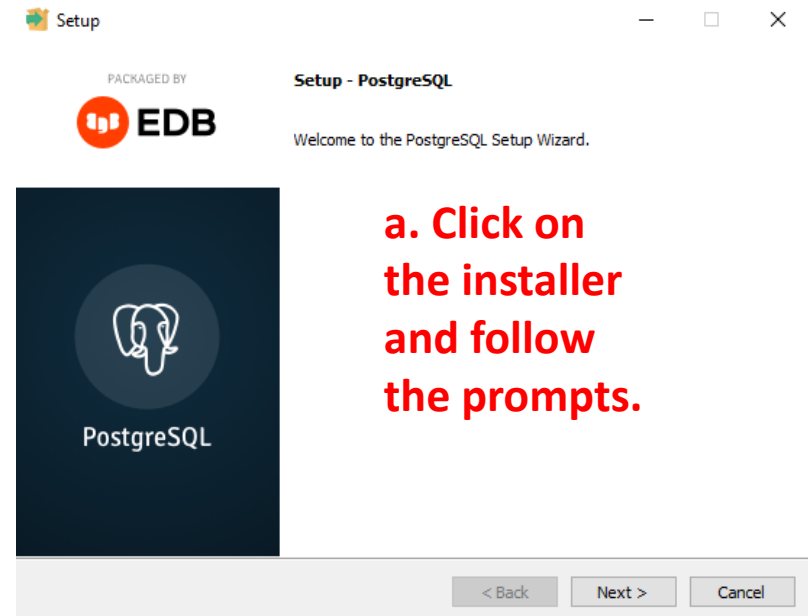 Setup
PACKAGED BY
EDB
Setup - PostgreSQL
Welcome to the PostgreSQL Setup Wizard.
a. Click on
the installer
and follow
the prompts.
PostgreSQL
< Back
Next >
Cancel